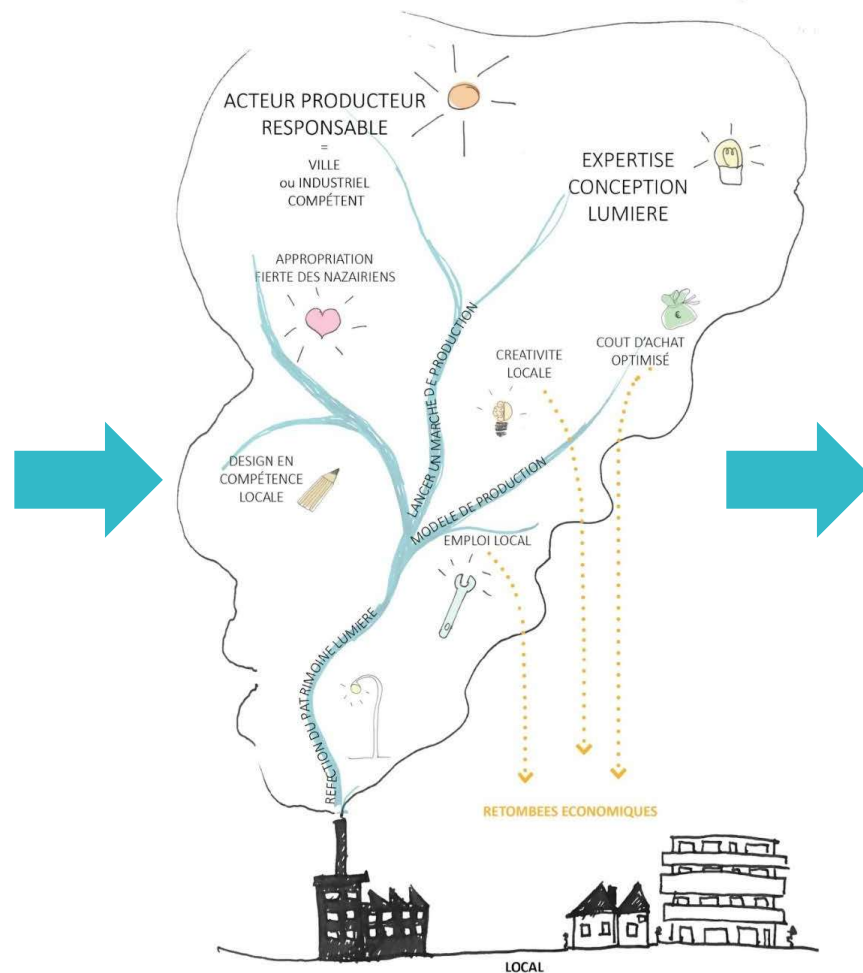 ACTEUR PRODUCTEUR
RESPONSABLE
=
VILLE
ou INDUSTRIEL
COMPÉTENT
EXPERTISE
CONCEPTION
LUMIERE
APPROPRIATION
FIERTE DES NAZAIRIENS
CREATIVITE
LOCALE
COUT D'ACHAT
OPTIMISÉ
€
DESIGN EN
COMPÉTENCE
LOCALE
LANCER UN MARCHE DE PRODUCTION
MODELE DE PRODUCTION
EMPLOI LOCAL
REFECTION DU PATRIMOINE LUMIERE
RETOMBEES ECONOMIQUES
LOCAL